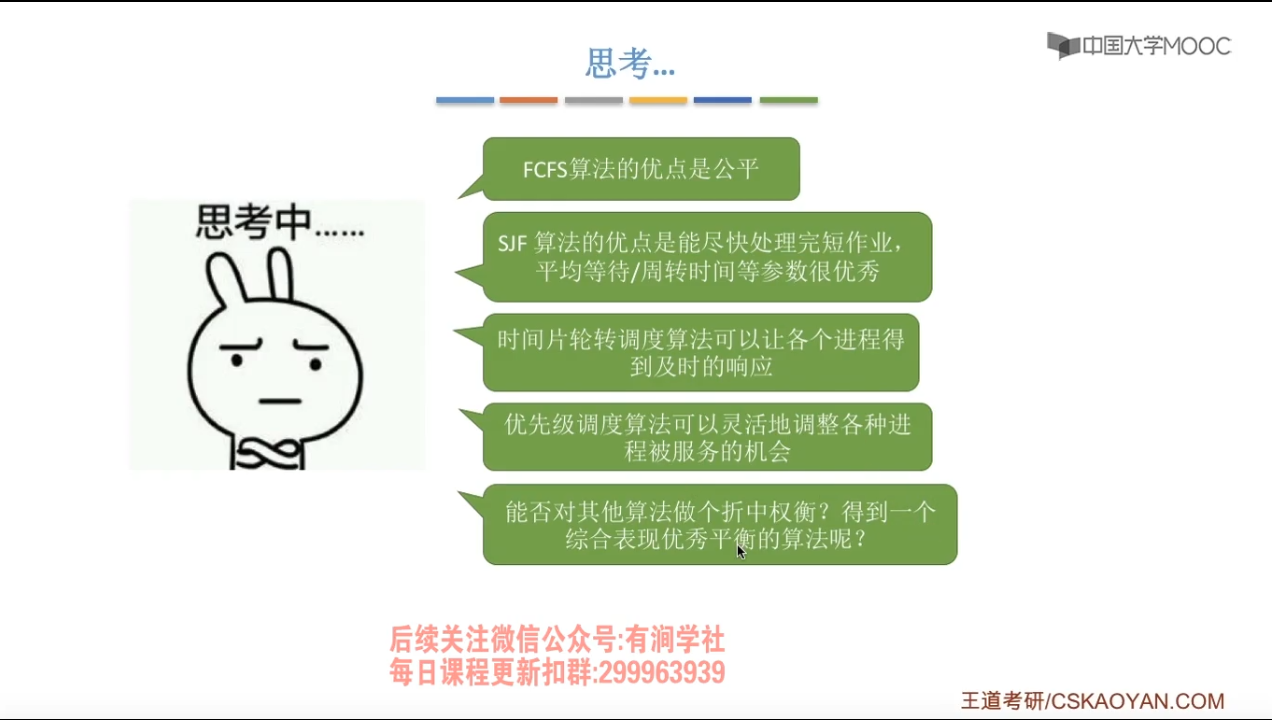 中国大学MOOC
思考...
思考中......
FCFS算法的优点是公平
SJF 算法的优点是能尽快处理完短作业，
平均等待/周转时间等参数很优秀
时间片轮转调度算法可以让各个进程得
到及时的响应
优先级调度算法可以灵活地调整各种进
程被服务的机会
能否对其他算法做个折中权衡？得到一个
综合表现优秀平衡的算法呢？
后续关注微信公众号:有涧学社
每日课程更新扣群:299963939
王道考研/CSKAOYAN.COM